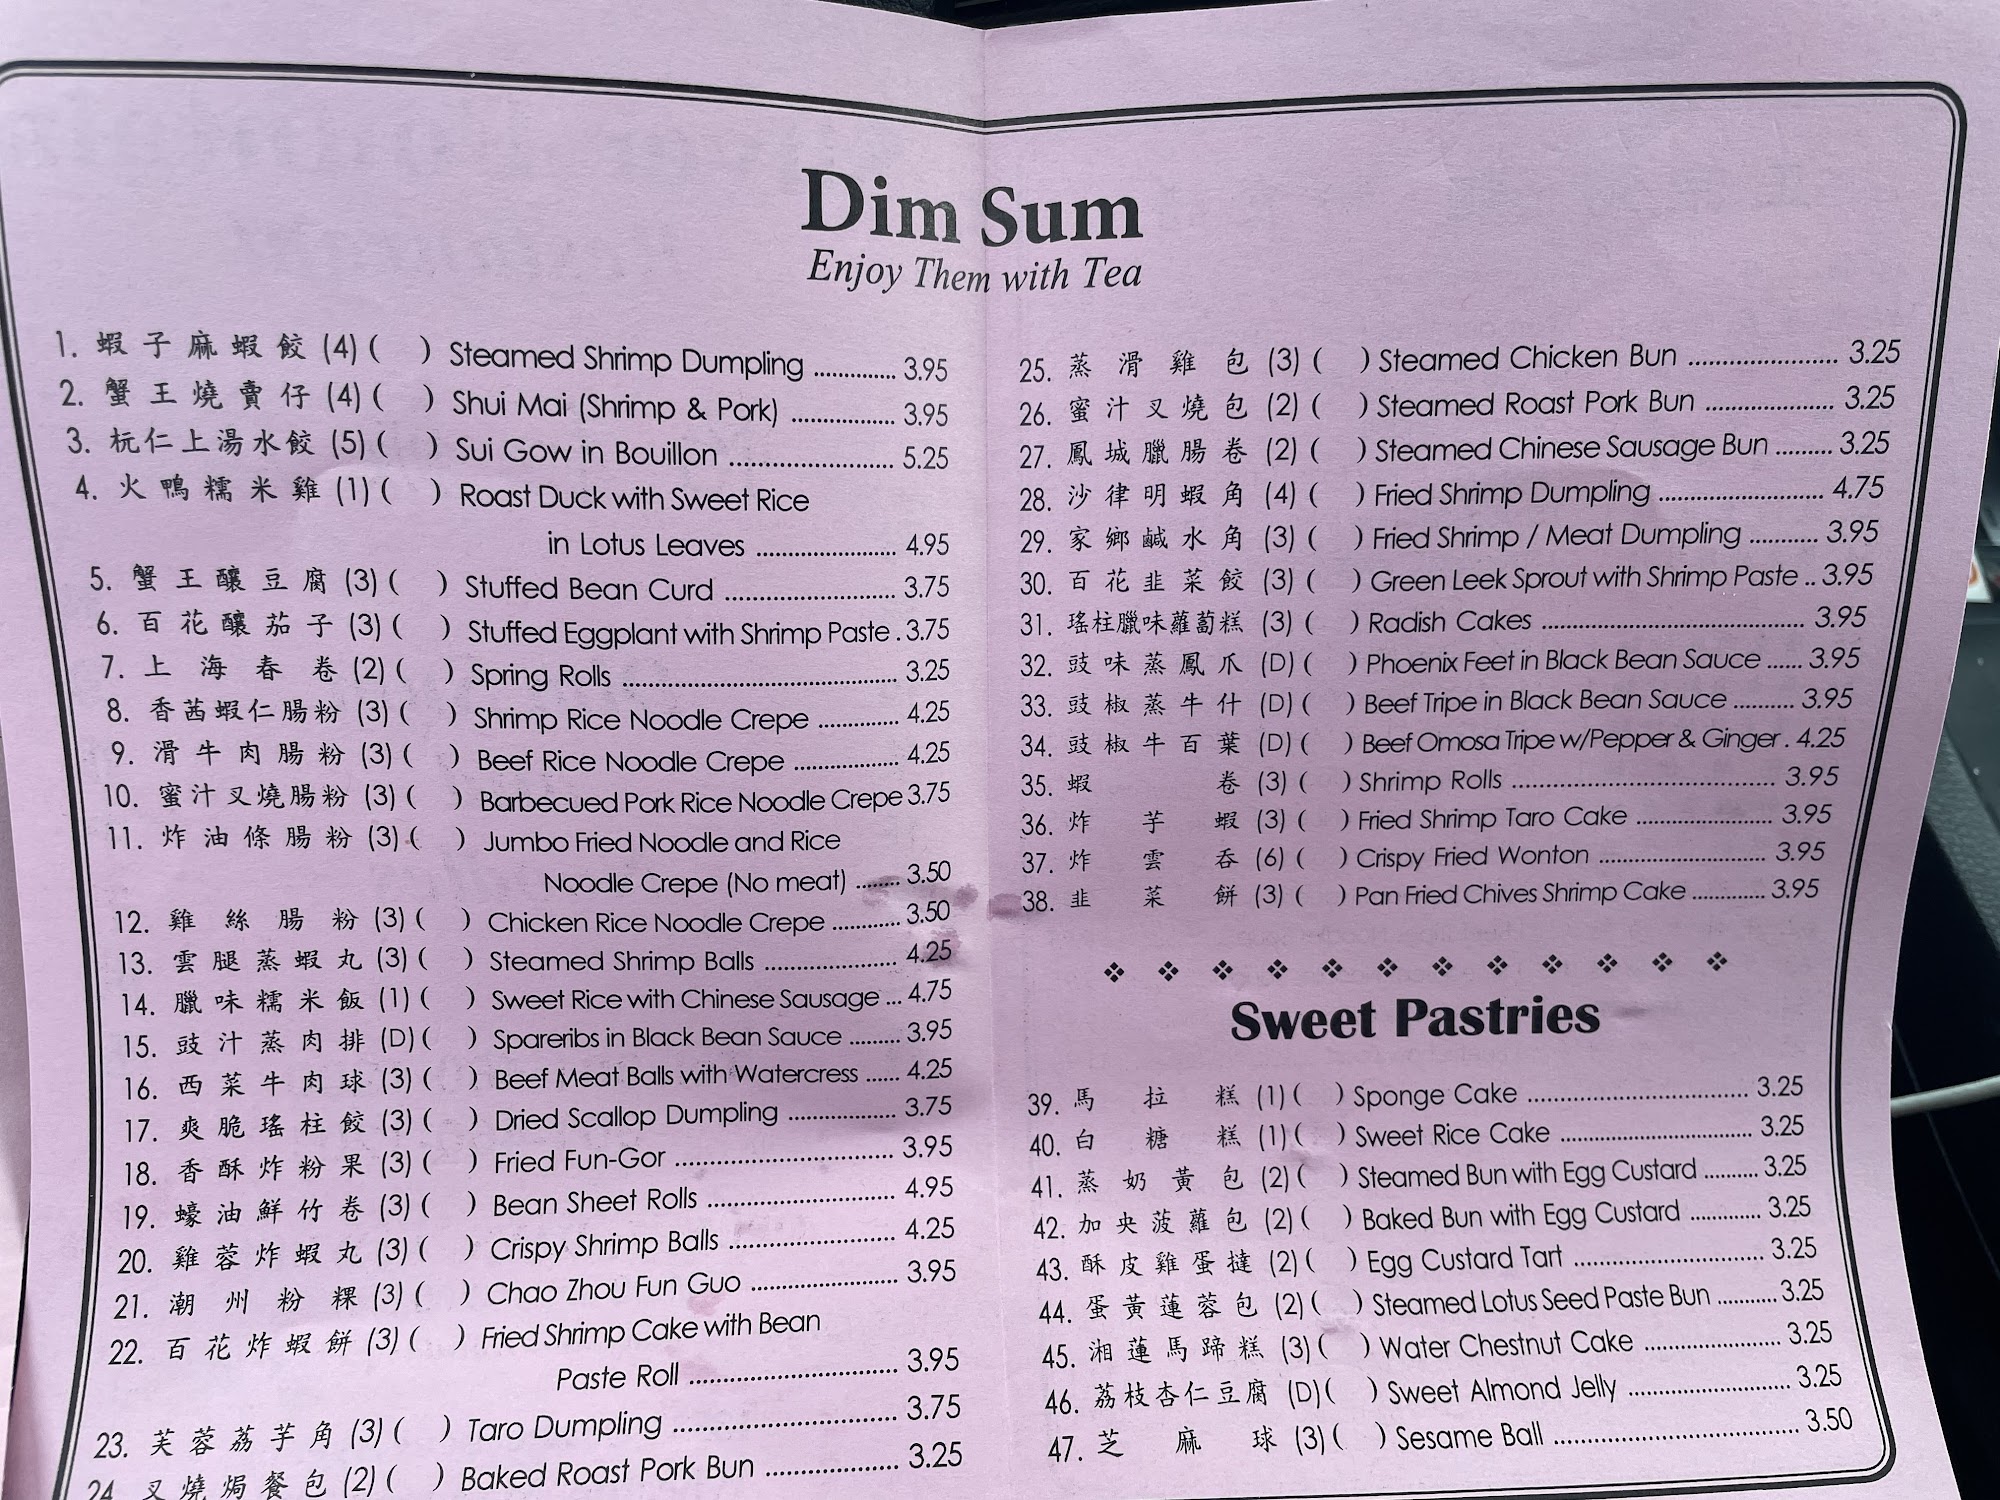 Dim Sum
Enjoy Them with Tea
1. 蝦子麻蝦餃 (4) ( ) Steamed Shrimp Dumpling .............. 3.95
2. 蟹王燒賣仔 (4) ( ) Shui Mai (Shrimp & Pork) .................. 3.95
3. 杬仁上湯水餃 (5) ( ) Sui Gow in Bouillon ............................ 5.25
4. 火鴨糯米雞 (1) ( ) Roast Duck with Sweet Rice
in Lotus Leaves ........................ 4.95
5. 蟹王釀豆腐 (3) ( ) Stuffed Bean Curd ............................. 3.75
6. 百花釀茄子 (3) ( ) Stuffed Eggplant with Shrimp Paste . 3.75
7. 上海春卷 (2) ( ) Spring Rolls .............................................. 3.25
8. 香茜蝦仁腸粉 (3) ( ) Shrimp Rice Noodle Crepe .............. 4.25
9. 滑牛肉腸粉 (3) ( ) Beef Rice Noodle Crepe .................. 4.25
10. 蜜汁叉燒腸粉 (3) ( ) Barbecued Pork Rice Noodle Crepe 3.75
11. 炸油條腸粉 (3) ( ) Jumbo Fried Noodle and Rice
Noodle Crepe (No meat) ........ 3.50
12. 雞絲腸粉 (3) ( ) Chicken Rice Noodle Crepe ............ 3.50
13. 雲腿蒸蝦丸 (3) ( ) Steamed Shrimp Balls ....................... 4.25
14. 臘味糯米飯 (1) ( ) Sweet Rice with Chinese Sausage ... 4.75
15. 豉汁蒸肉排 (D) ( ) Spareribs in Black Bean Sauce ......... 3.95
16. 西菜牛肉球 (3) ( ) Beef Meat Balls with Watercress ...... 4.25
17. 爽脆瑤柱餃 (3) ( ) Dried Scallop Dumpling .................. 3.75
18. 香酥炸粉果 (3) ( ) Fried Fun-Gor ...................................... 3.95
19. 蠔油鮮竹卷 (3) ( ) Bean Sheet Rolls ................................ 4.95
20. 雞蓉炸蝦丸 (3) ( ) Crispy Shrimp Balls ............................ 4.25
21. 潮州粉粿 (3) ( ) Chao Zhou Fun Guo ........................ 3.95
22. 百花炸蝦餅 (3) ( ) Fried Shrimp Cake with Bean
Paste Roll .................................... 3.95
23. 芙蓉荔芋角 (3) ( ) Taro Dumpling ...................................... 3.75
24. 叉燒焗餐包 (2) ( ) Baked Roast Pork Bun ...................... 3.25
25. 蒸滑雞包 (3) ( ) Steamed Chicken Bun ........................ 3.25
26. 蜜汁叉燒包 (2) ( ) Steamed Roast Pork Bun .................... 3.25
27. 鳳城臘腸卷 (2) ( ) Steamed Chinese Sausage Bun ......... 3.25
28. 沙律明蝦角 (4) ( ) Fried Shrimp Dumpling .......................... 4.75
29. 家鄉鹹水角 (3) ( ) Fried Shrimp / Meat Dumpling ........... 3.95
30. 百花韭菜餃 (3) ( ) Green Leek Sprout with Shrimp Paste .. 3.95
31. 瑤柱臘味蘿蔔糕 (3) ( ) Radish Cakes ............................................. 3.95
32. 豉味蒸鳳爪 (D) ( ) Phoenix Feet in Black Bean Sauce ...... 3.95
33. 豉椒蒸牛什 (D) ( ) Beef Tripe in Black Bean Sauce .......... 3.95
34. 豉椒牛百葉 (D) ( ) Beef Omosa Tripe w/Pepper & Ginger . 4.25
35. 蝦卷 (3) ( ) Shrimp Rolls ............................................... 3.95
36. 炸芋蝦 (3) ( ) Fried Shrimp Taro Cake ........................ 3.95
37. 炸雲吞 (6) ( ) Crispy Fried Wonton ............................. 3.95
38. 韭菜餅 (3) ( ) Pan Fried Chives Shrimp Cake ............. 3.95
Sweet Pastries
39. 馬拉糕 (1) ( ) Sponge Cake ........................................ 3.25
40. 白糖糕 (1) ( ) Sweet Rice Cake ................................... 3.25
41. 蒸奶黃包 (2) ( ) Steamed Bun with Egg Custard .......... 3.25
42. 加央菠蘿包 (2) ( ) Baked Bun with Egg Custard ............. 3.25
43. 酥皮雞蛋撻 (2) ( ) Egg Custard Tart .................................. 3.25
44. 蛋黃蓮蓉包 (2) ( ) Steamed Lotus Seed Paste Bun ........... 3.25
45. 湘蓮馬蹄糕 (3) ( ) Water Chestnut Cake ........................ 3.25
46. 荔枝杏仁豆腐 (D) ( ) Sweet Almond Jelly ............................. 3.25
47. 芝麻球 (3) ( ) Sesame Ball ............................................ 3.50